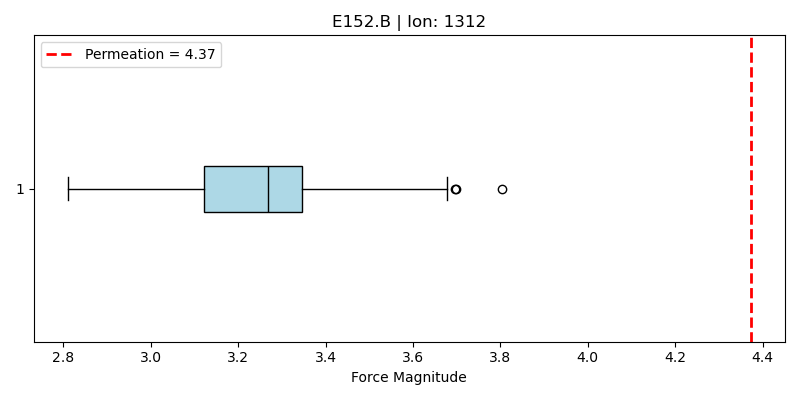 E152.B | Ion: 1312
Permeation = 4.37
1
2.8 3.0 3.2 3.4 3.6 3.8 4.0 4.2 4.4
Force Magnitude